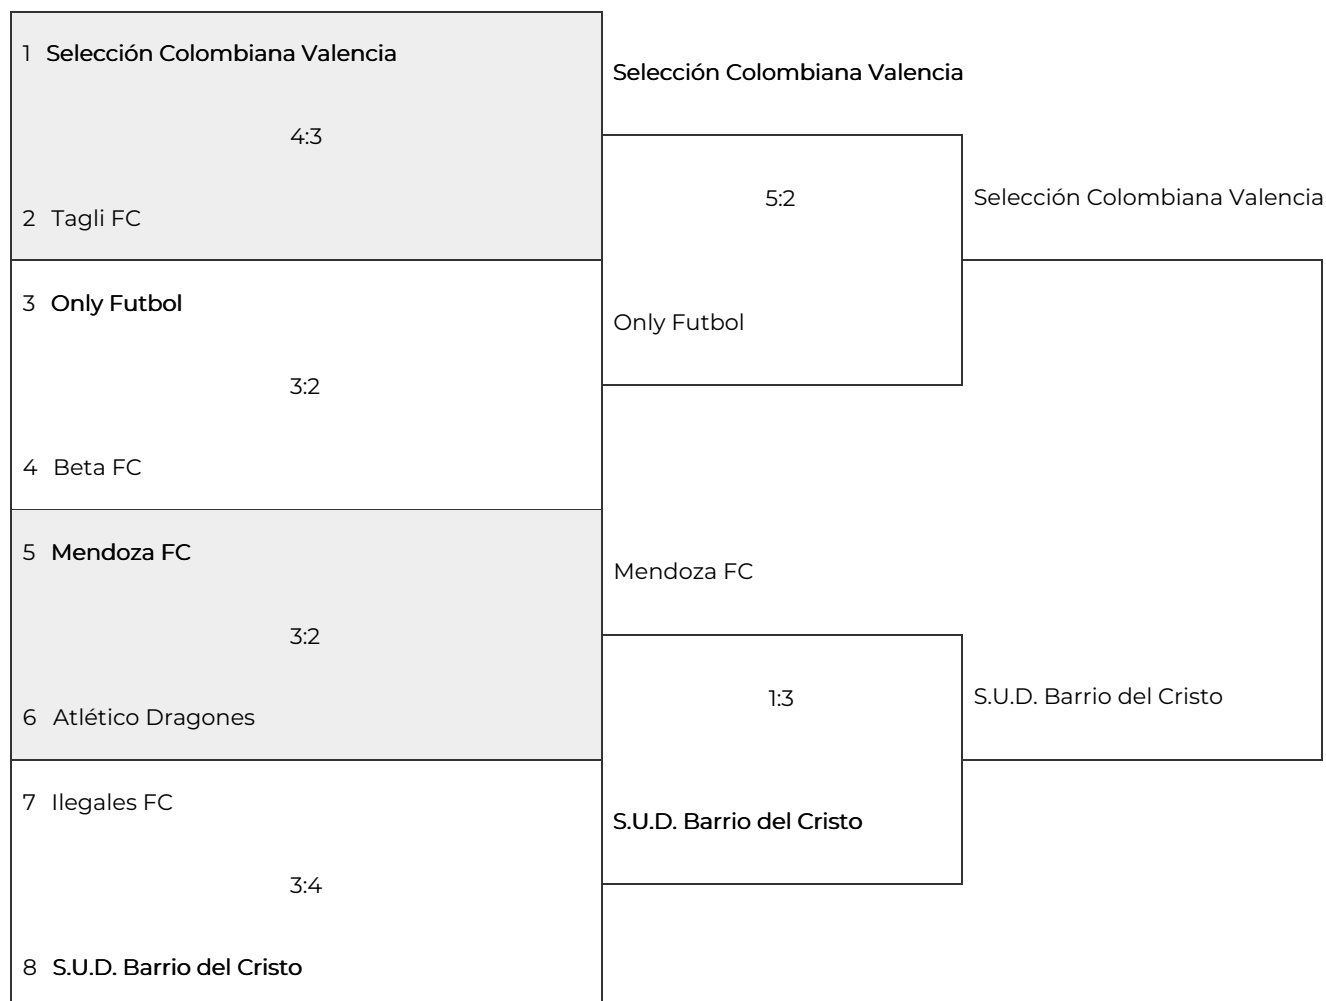 1 Selección Colombiana Valencia
4:3
2 Tagli FC
3 Only Futbol
3:2
4 Beta FC
5 Mendoza FC
3:2
6 Atlético Dragones
7 Ilegales FC
3:4
8 S.U.D. Barrio del Cristo
Selección Colombiana Valencia
5:2
Only Futbol
Mendoza FC
1:3
S.U.D. Barrio del Cristo
Selección Colombiana Valencia
S.U.D. Barrio del Cristo